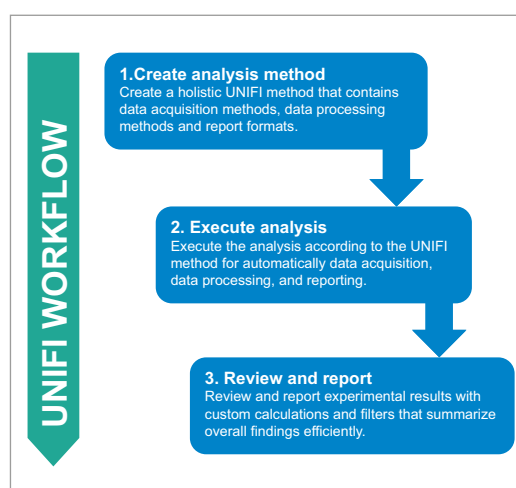 UNIFI WORKFLOW
1.Create analysis method
Create a holistic UNIFI method that contains
data acquisition methods, data processing
methods and report formats.
2. Execute analysis
Execute the analysis according to the UNIFI
method for automatically data acquisition,
data processing, and reporting.
3. Review and report
Review and report experimental results with
custom calculations and filters that summarize
overall findings efficiently.